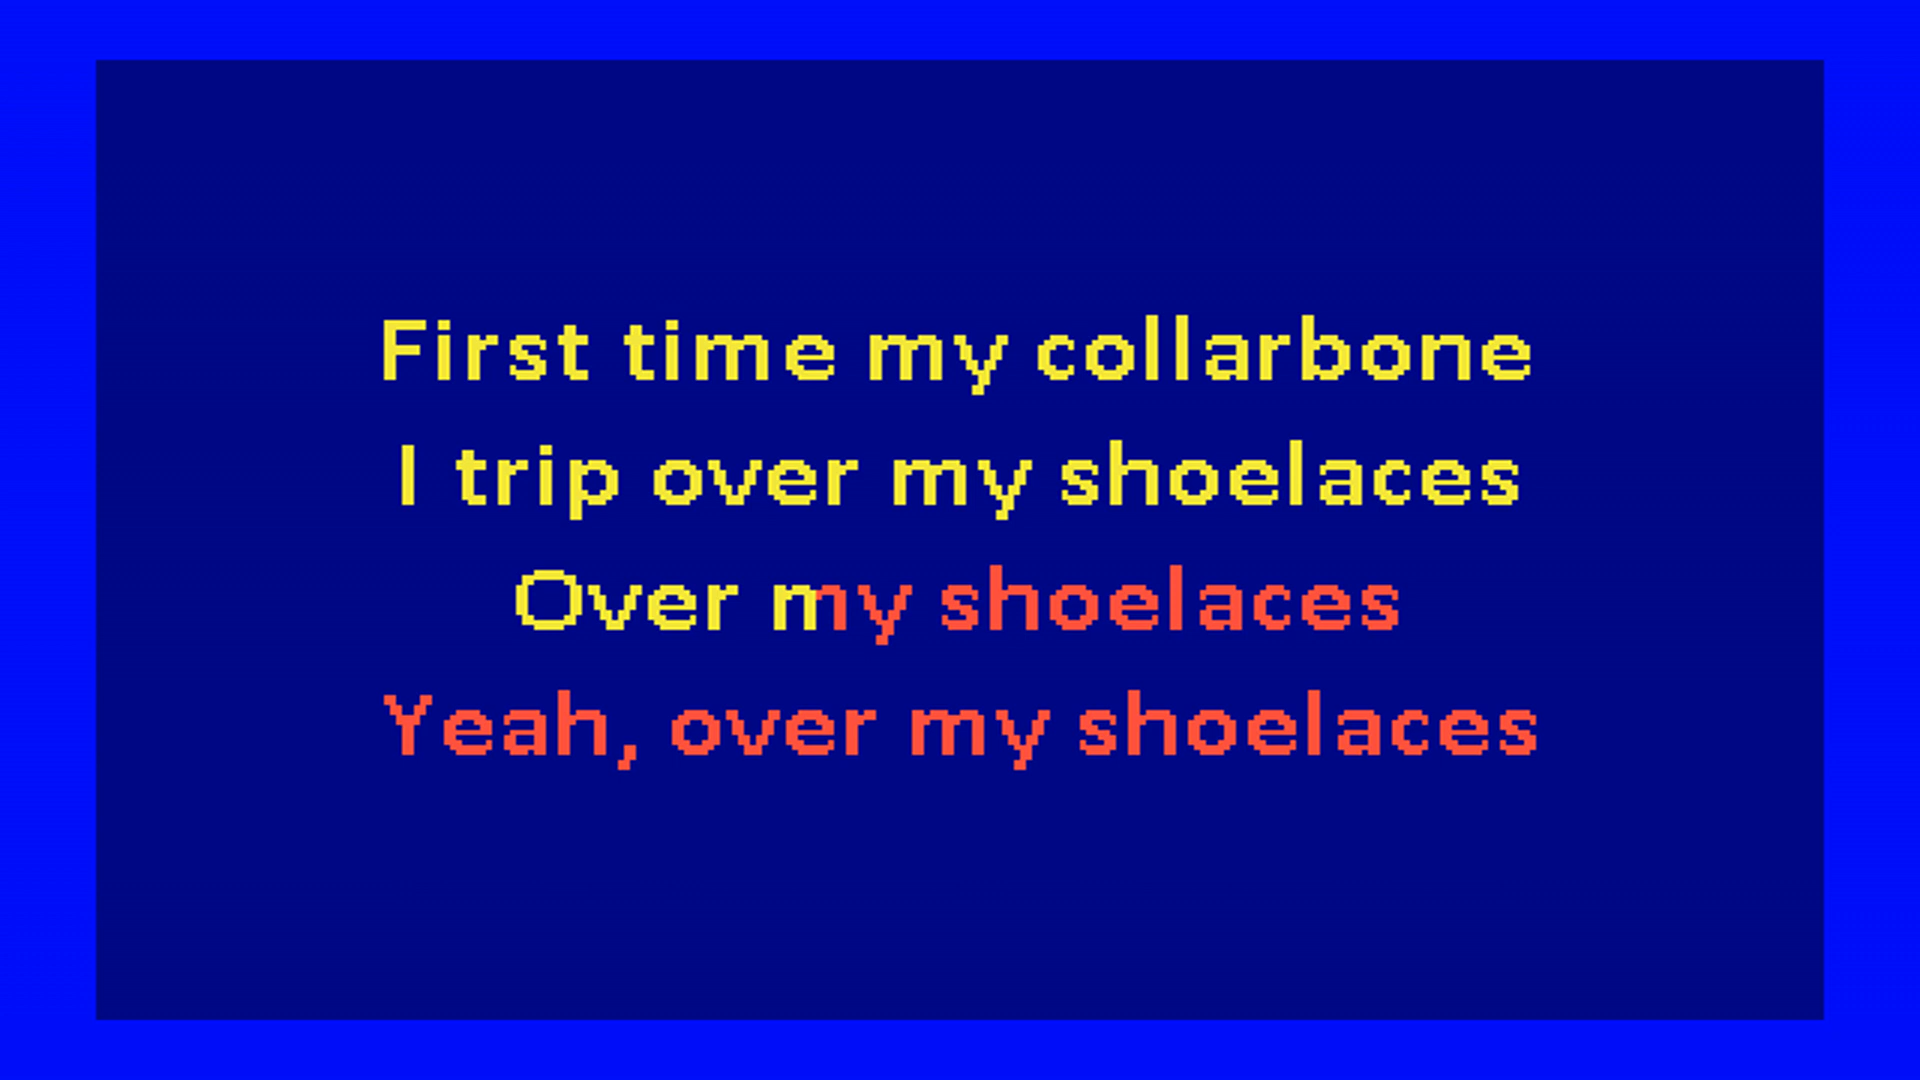 First time my collarbone
I trip over my shoelaces
Over my shoelaces
Yeah, over my shoelaces